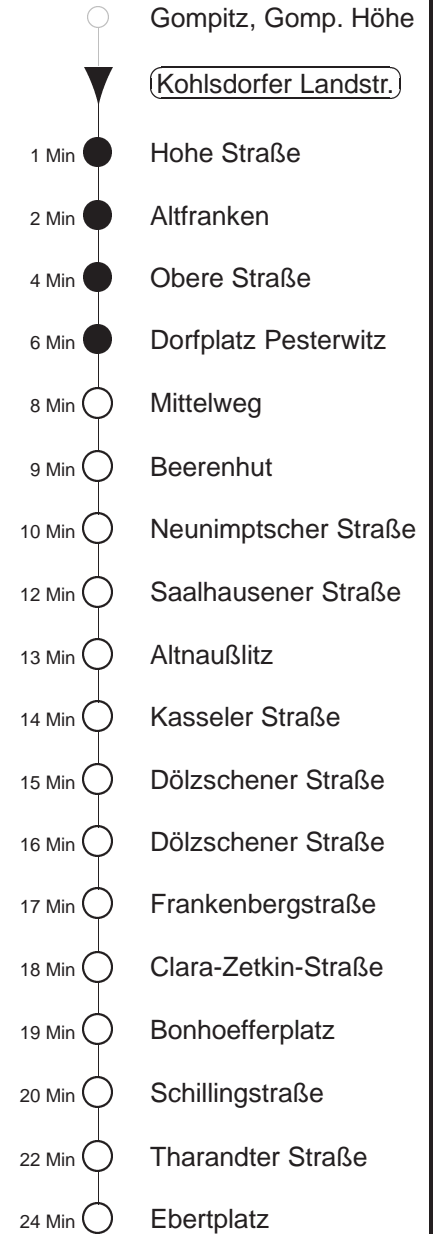 Gompitz, Gomp. Höhe
Kohlsdorfer Landstr.
1 Min Hohe Straße
2 Min Altfranken
4 Min Obere Straße
6 Min Dorfplatz Pesterwitz
8 Min Mittelweg
9 Min Beerenhut
10 Min Neunimptscher Straße
12 Min Saalhausener Straße
13 Min Altnaußlitz
14 Min Kasseler Straße
15 Min Dölzschener Straße
16 Min Dölzschener Straße
17 Min Frankenbergstraße
18 Min Clara-Zetkin-Straße
19 Min Bonhoefferplatz
20 Min Schillingstraße
22 Min Tharandter Straße
24 Min Ebertplatz